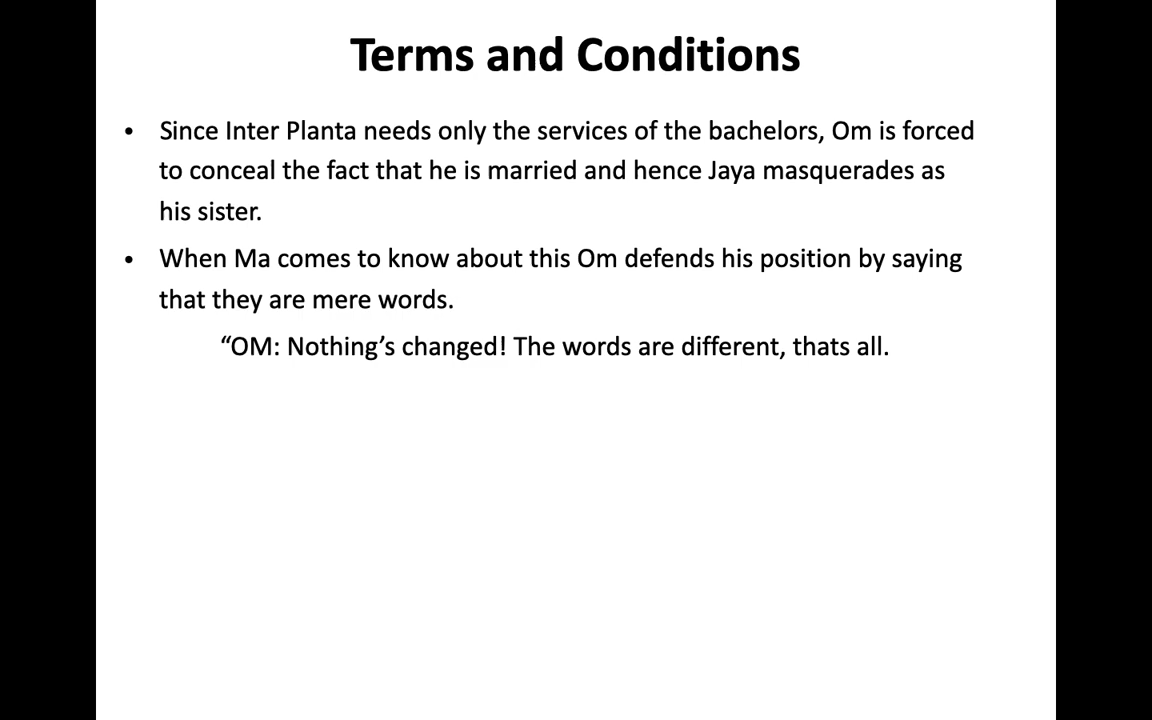 Terms and Conditions
• Since Inter Planta needs only the services of the bachelors, Om is forced
to conceal the fact that he is married and hence Jaya masquerades as
his sister.
• When Ma comes to know about this Om defends his position by saying
that they are mere words.
“OM: Nothing’s changed! The words are different, thats all.